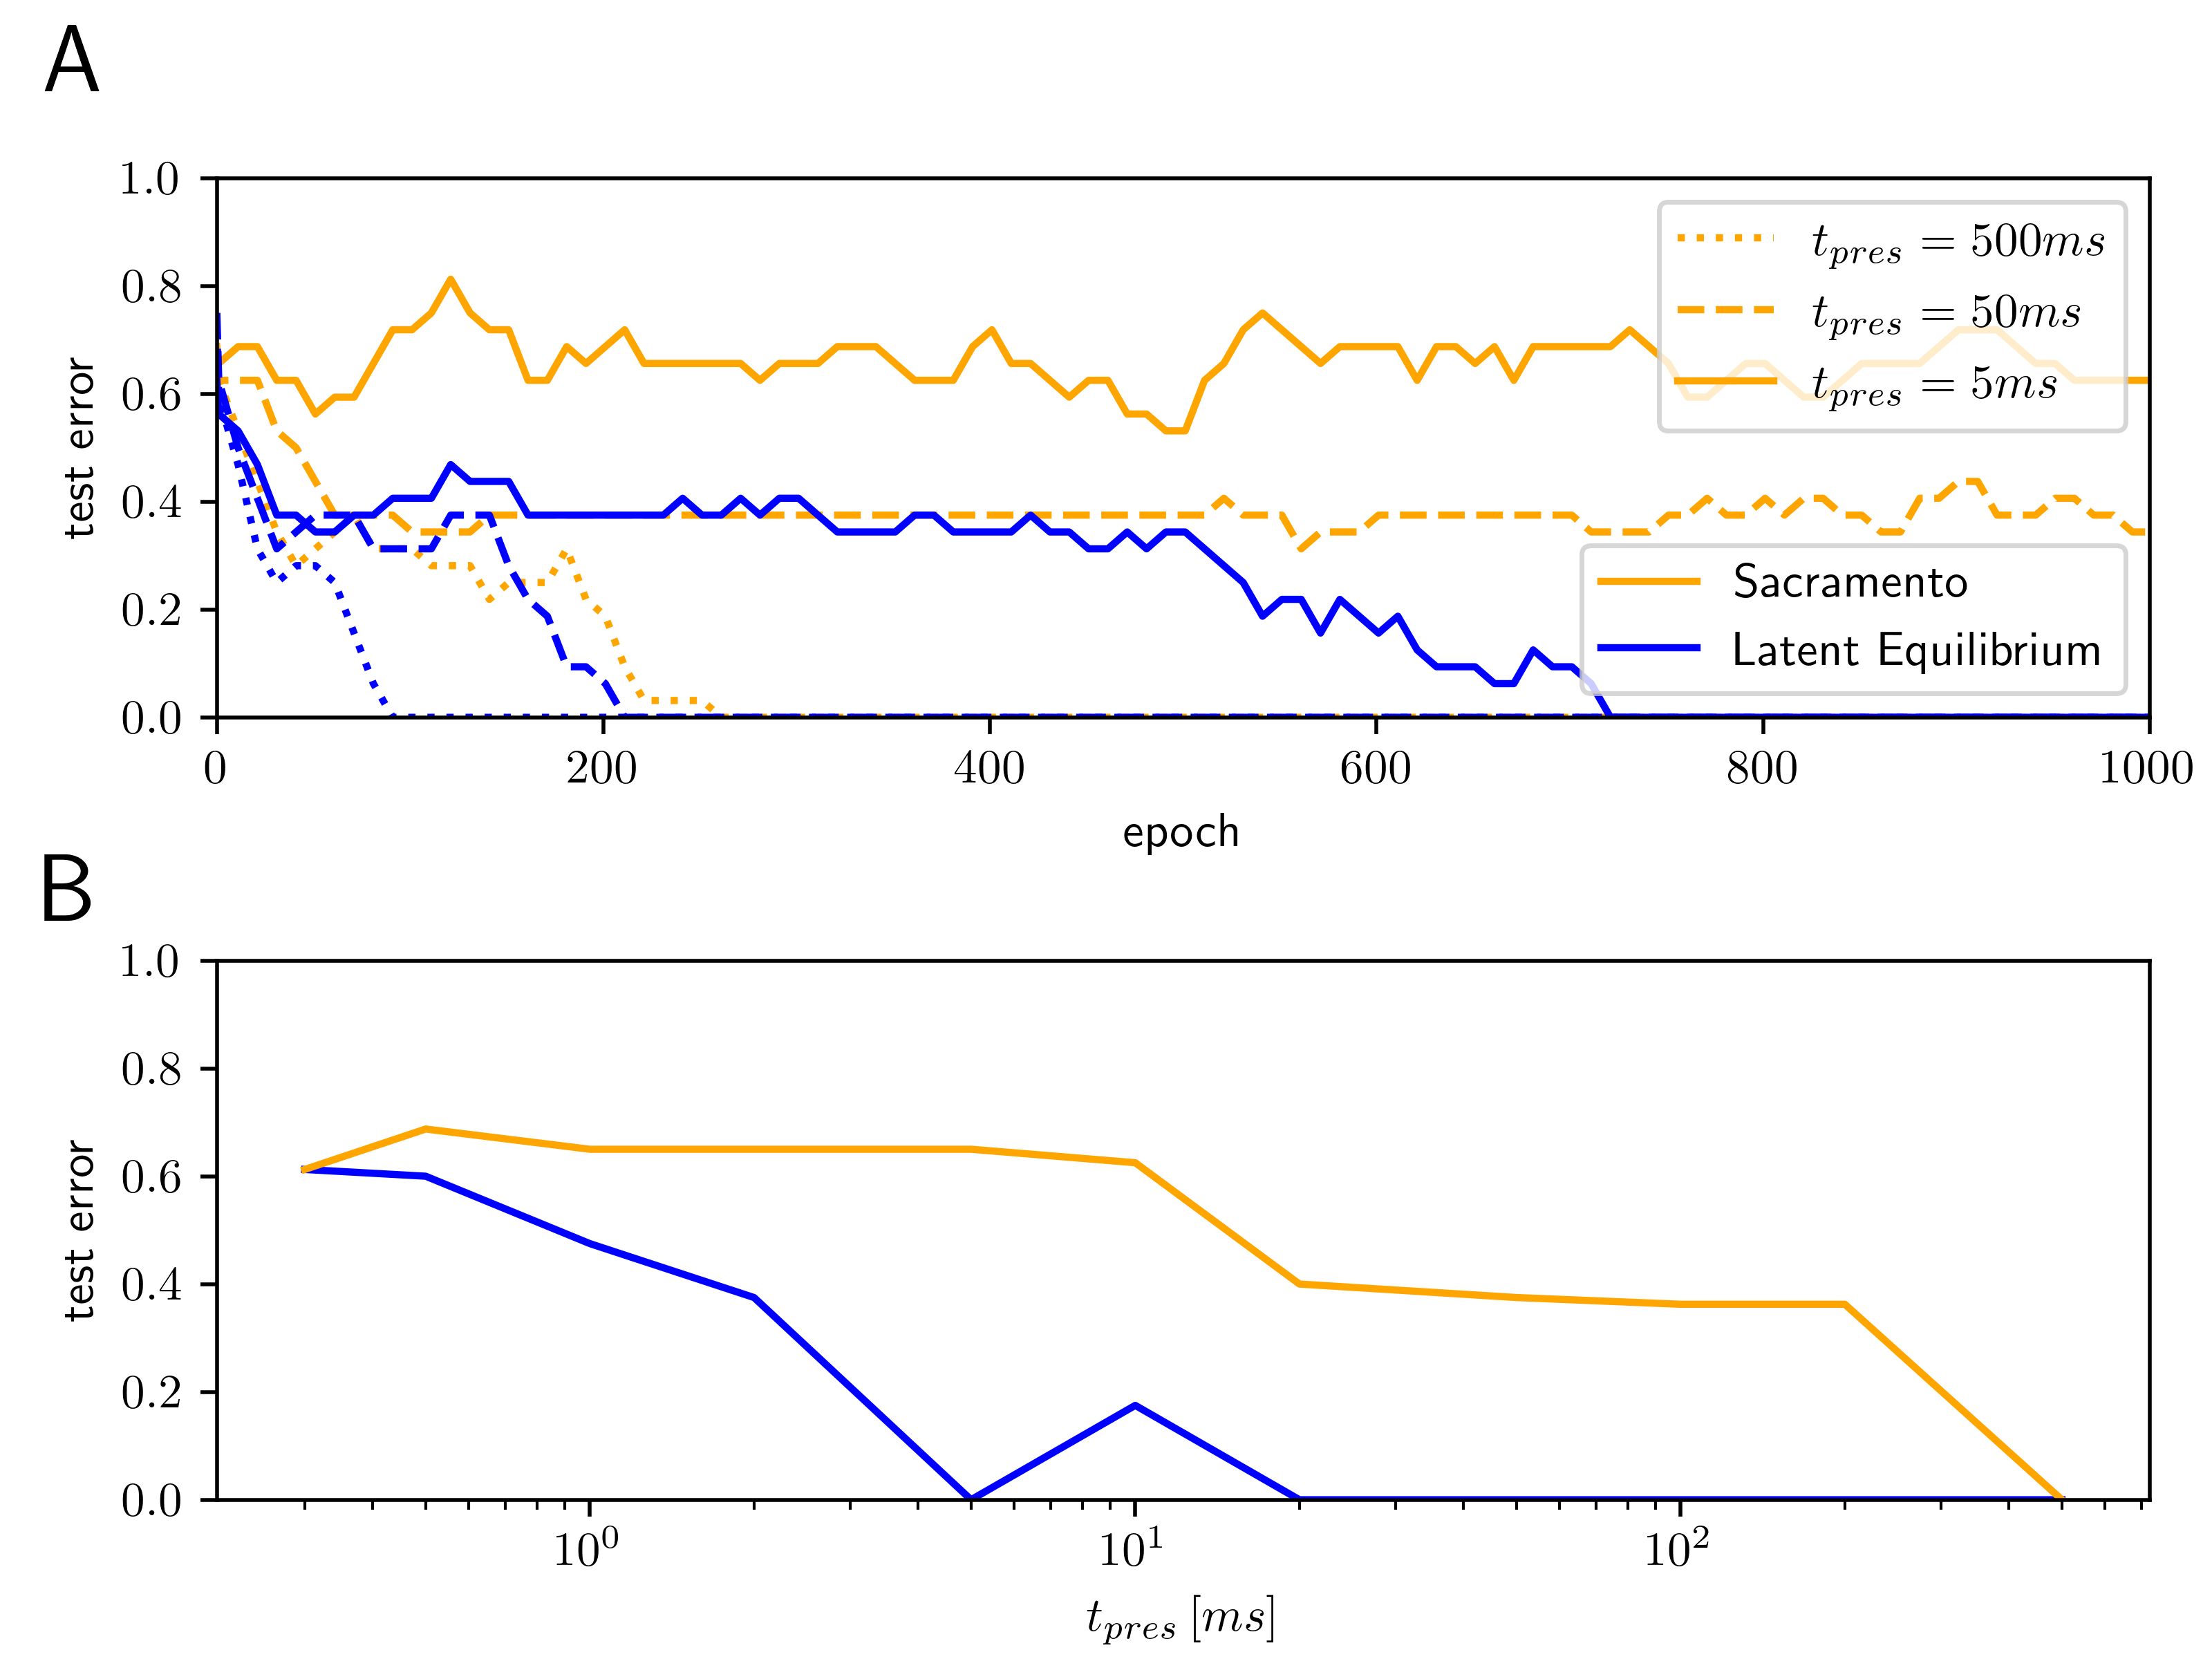 A
1.0
0.8
0.6
0.4
0.2
0.0
test error
t_pres = 500ms
t_pres = 50ms
t_pres = 5ms
Sacramento
Latent Equilibrium
0 200 400 600 800 1000
epoch
B
1.0
0.8
0.6
0.4
0.2
0.0
test error
10^0 10^1 10^2
t_pres [ms]